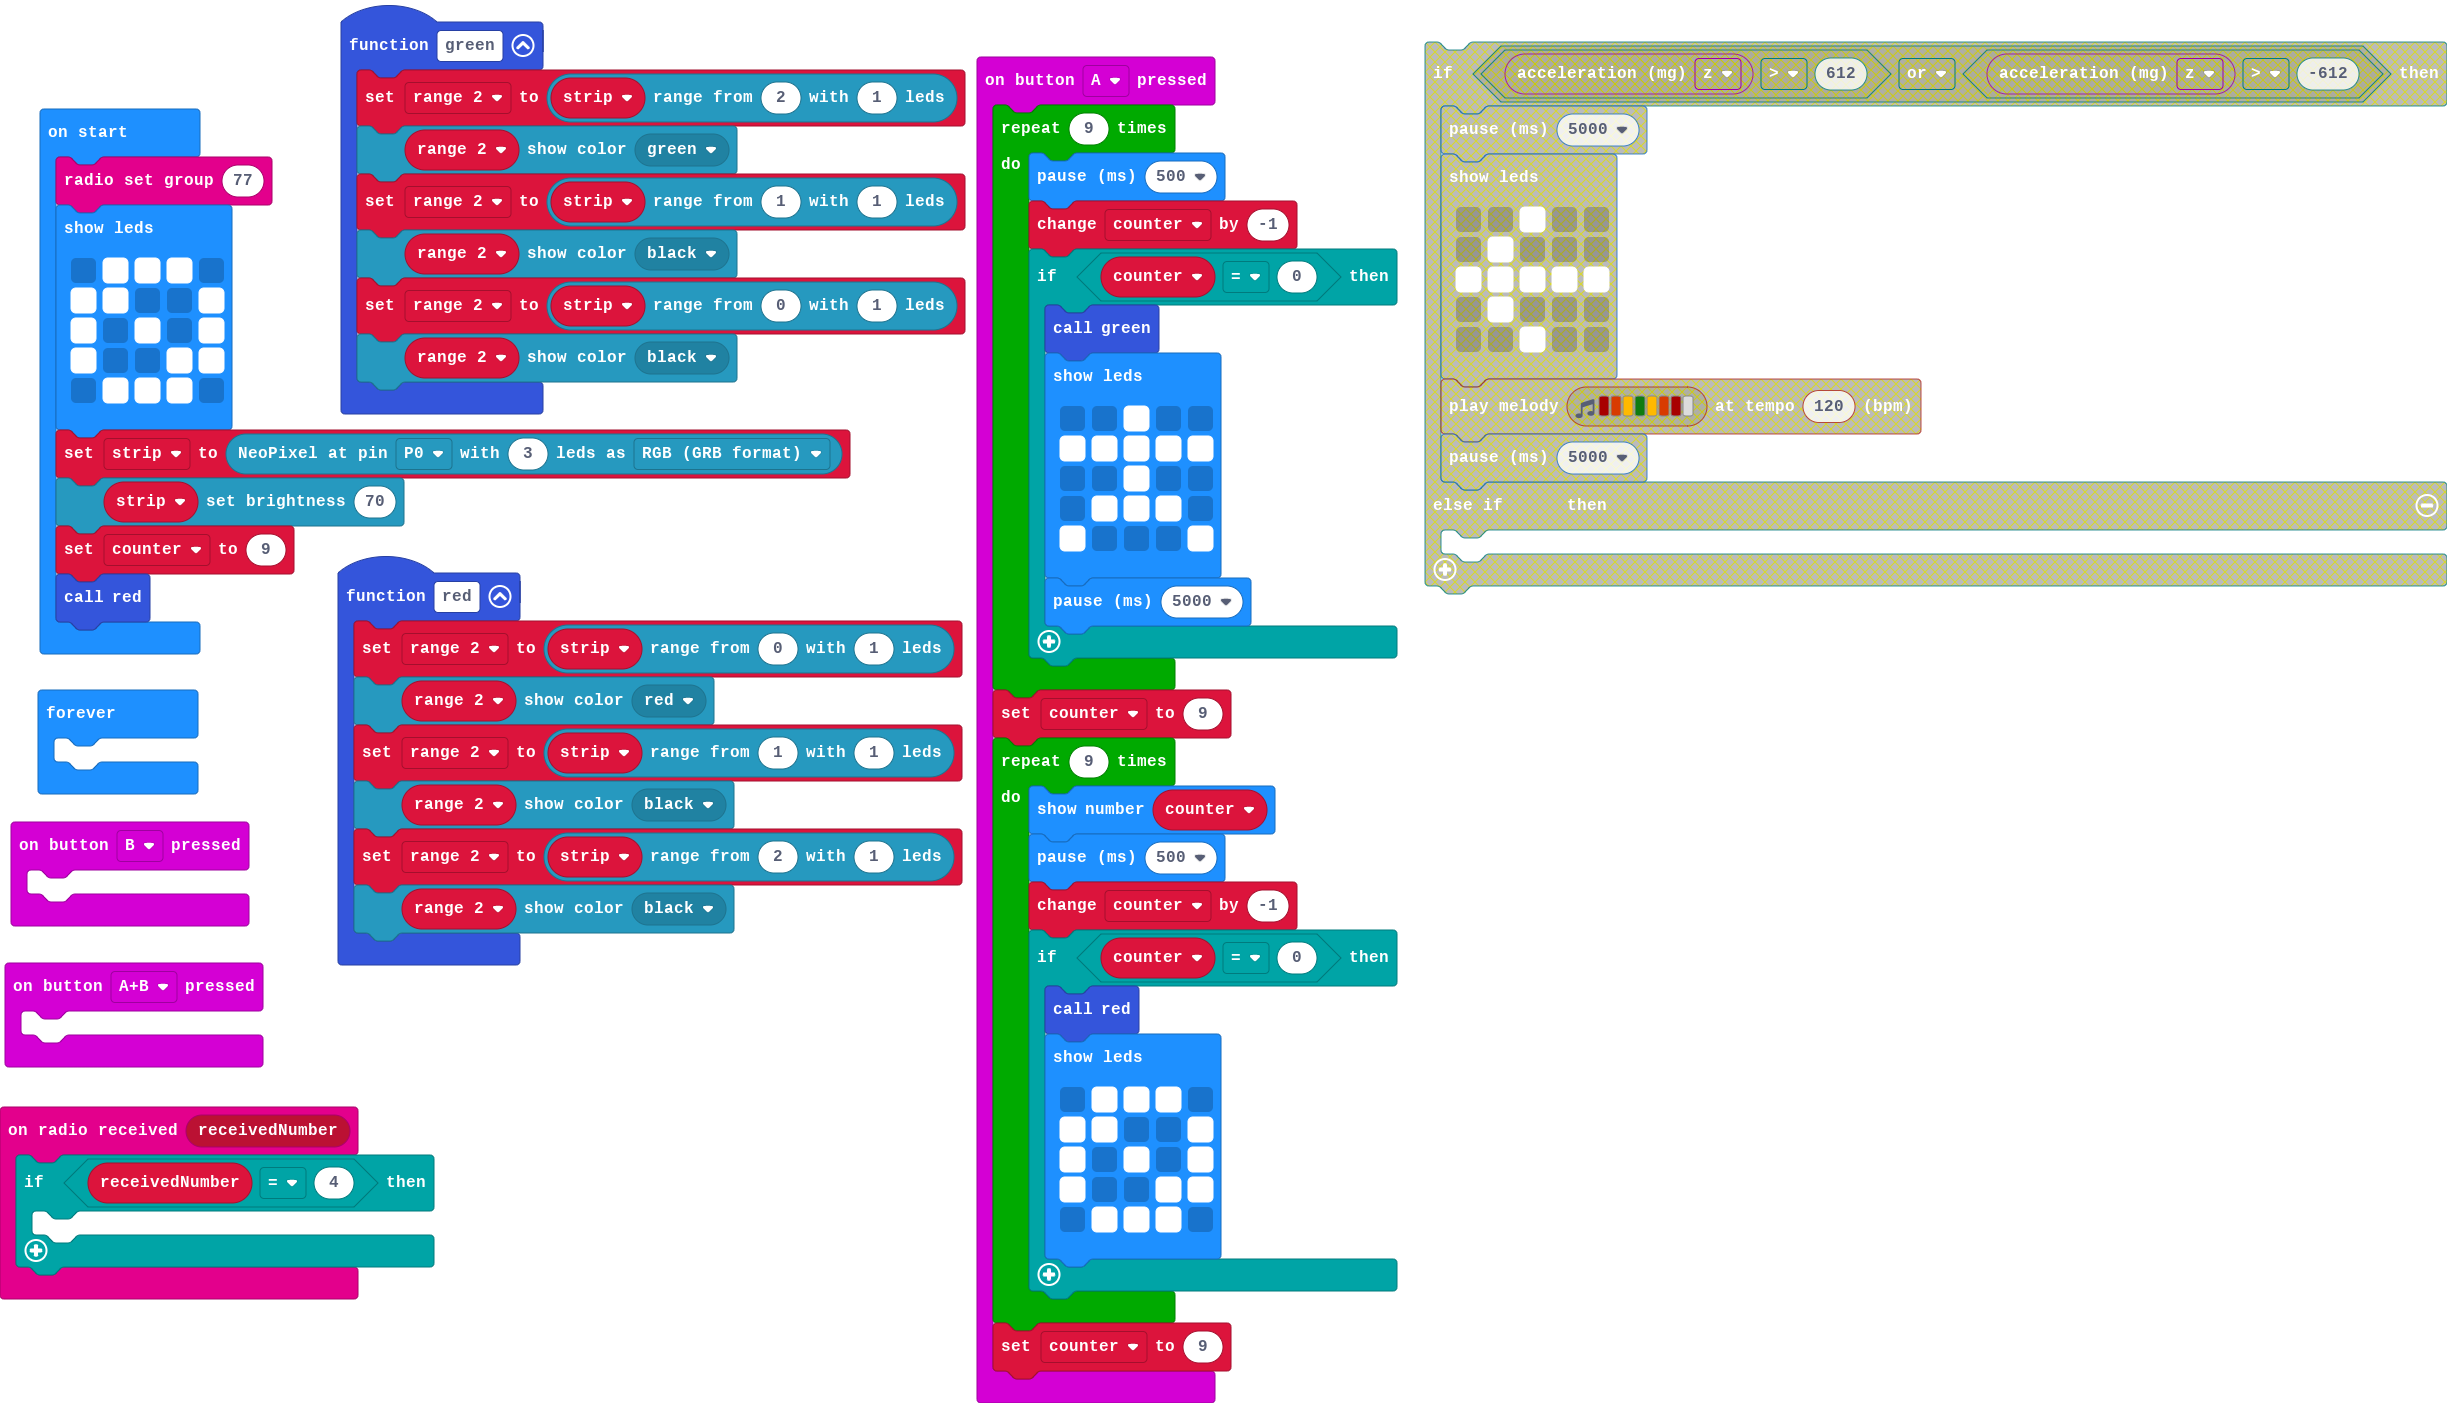 on start
radio set group 77
show leds
set strip to NeoPixel at pin P0 with 3 leds as RGB (GRB format)
strip set brightness 70
set counter to 9
call red
forever
on button B pressed
on button A+B pressed
on radio received receivedNumber
if receivedNumber = 4 then
function green
set range 2 to strip range from 2 with 1 leds
range 2 show color green
set range 2 to strip range from 1 with 1 leds
range 2 show color black
set range 2 to strip range from 0 with 1 leds
range 2 show color black
function red
set range 2 to strip range from 0 with 1 leds
range 2 show color red
set range 2 to strip range from 1 with 1 leds
range 2 show color black
set range 2 to strip range from 2 with 1 leds
range 2 show color black
on button A pressed
repeat 9 times
do
pause (ms) 500
change counter by -1
if counter = 0 then
call green
show leds
pause (ms) 5000
set counter to 9
repeat 9 times
do
show number counter
pause (ms) 500
change counter by -1
if counter = 0 then
call red
show leds
set counter to 9
if acceleration (mg) z > 612 or acceleration (mg) z > -612 then
pause (ms) 5000
show leds
play melody at tempo 120 (bpm)
pause (ms) 5000
else if then